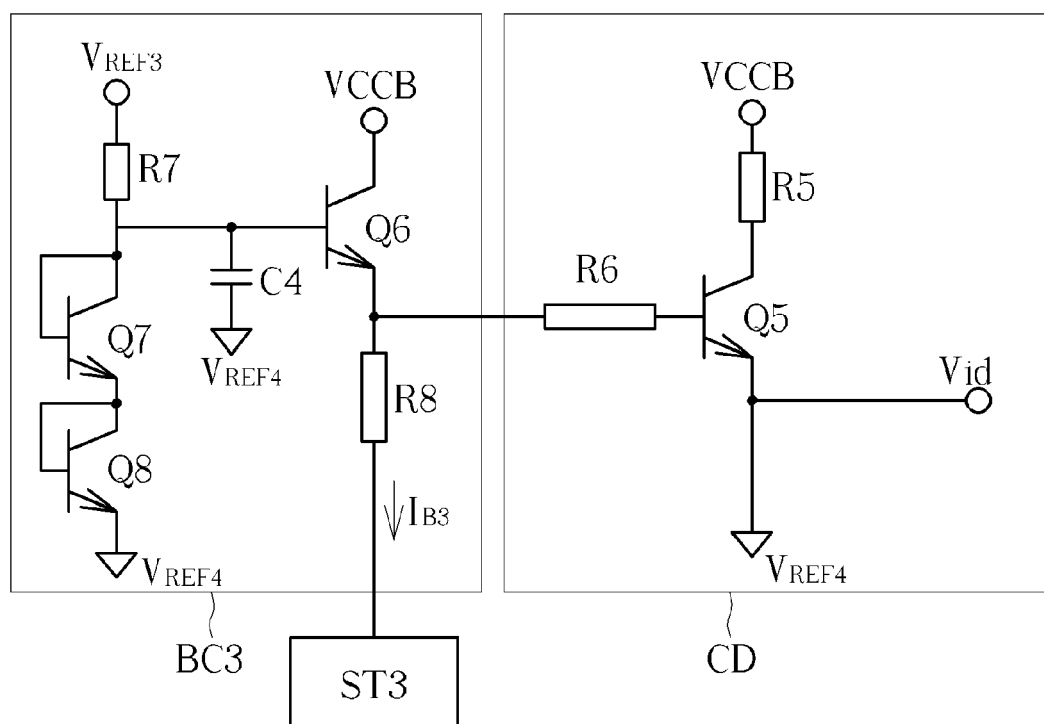 VREF3
R7
Q7
Q8
VREF4
C4
VREF4
VCCB
Q6
R8
IB3
BC3
ST3
VCCB
R5
R6
Q5
Vid
VREF4
CD